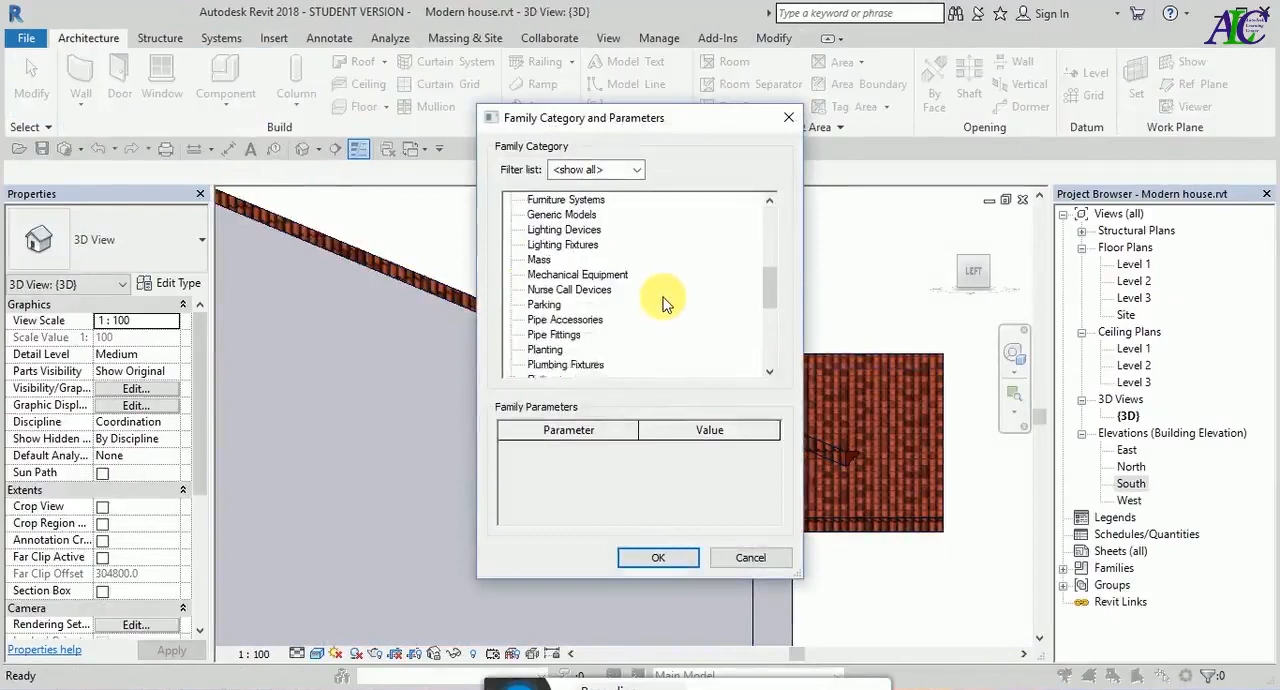 Autodesk Revit 2018 - STUDENT VERSION - Modern house.rvt - 3D View: {3D}
Type a keyword or phrase
Sign In
File Architecture Structure Systems Insert Annotate Analyze Massing & Site View Manage Add-Ins Modify
Modify Wall Door Window Component Column
Roof
Ceiling
Floor
Curtain System
Curtain Grid
Mullion
Railing
Ramp
Model Text
Model Line
Room
Room Separator
Area
Area Boundary
Tag Area
By Face
Shaft
Wall
Vertical
Dormer
Level
Grid
Set
Show
Ref Plane
Viewer
Select
Build
Area
Opening
Datum
Work Plane
Properties
3D View
3D View: {3D}
Edit Type
Graphics
View Scale 1 : 100
Scale Value 1: 100
Detail Level Medium
Parts Visibility Show Original
Visibility/Grap... Edit...
Graphic Displ... Edit...
Discipline Coordination
Show Hidden ... By Discipline
Default Analy... None
Sun Path
Extents
Crop View
Crop Region ...
Annotation Cr...
Far Clip Active
Far Clip Offset 304800.0
Section Box
Camera
Rendering Set... Edit...
Properties help
Apply
Family Category and Parameters
Family Category
Filter list: <show all>
Furniture Systems
Generic Models
Lighting Devices
Lighting Fixtures
Mass
Mechanical Equipment
Nurse Call Devices
Parking
Pipe Accessories
Pipe Fittings
Planting
Plumbing Fixtures
Family Parameters
Parameter Value
OK Cancel
LEFT
Project Browser - Modern house.rvt
Views (all)
Structural Plans
Floor Plans
Level 1
Level 2
Level 3
Site
Ceiling Plans
Level 1
Level 2
Level 3
3D Views
{3D}
Elevations (Building Elevation)
East
North
South
West
Legends
Schedules/Quantities
Sheets (all)
Families
Groups
Revit Links
1 : 100
Ready
:0
Main Model
:0
ALC